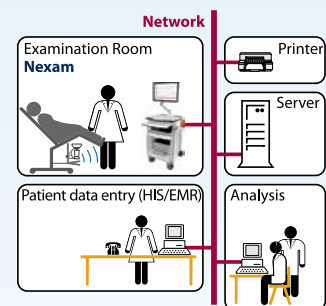 Network
Examination Room
Nexam
Printer
Server
Patient data entry (HIS/EMR)
Analysis